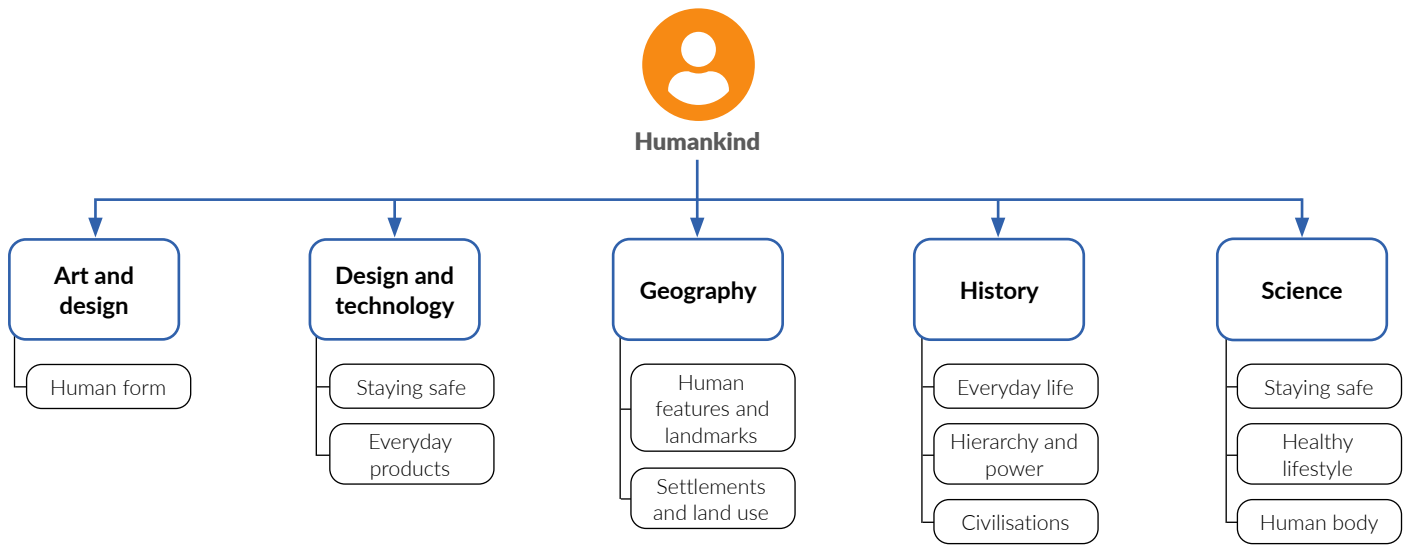 Humankind
Art and
design
Human form
Design and
technology
Staying safe
Everyday
products
Geography
Human
features and
landmarks
Settlements
and land use
History
Everyday life
Hierarchy and
power
Civilisations
Science
Staying safe
Healthy
lifestyle
Human body